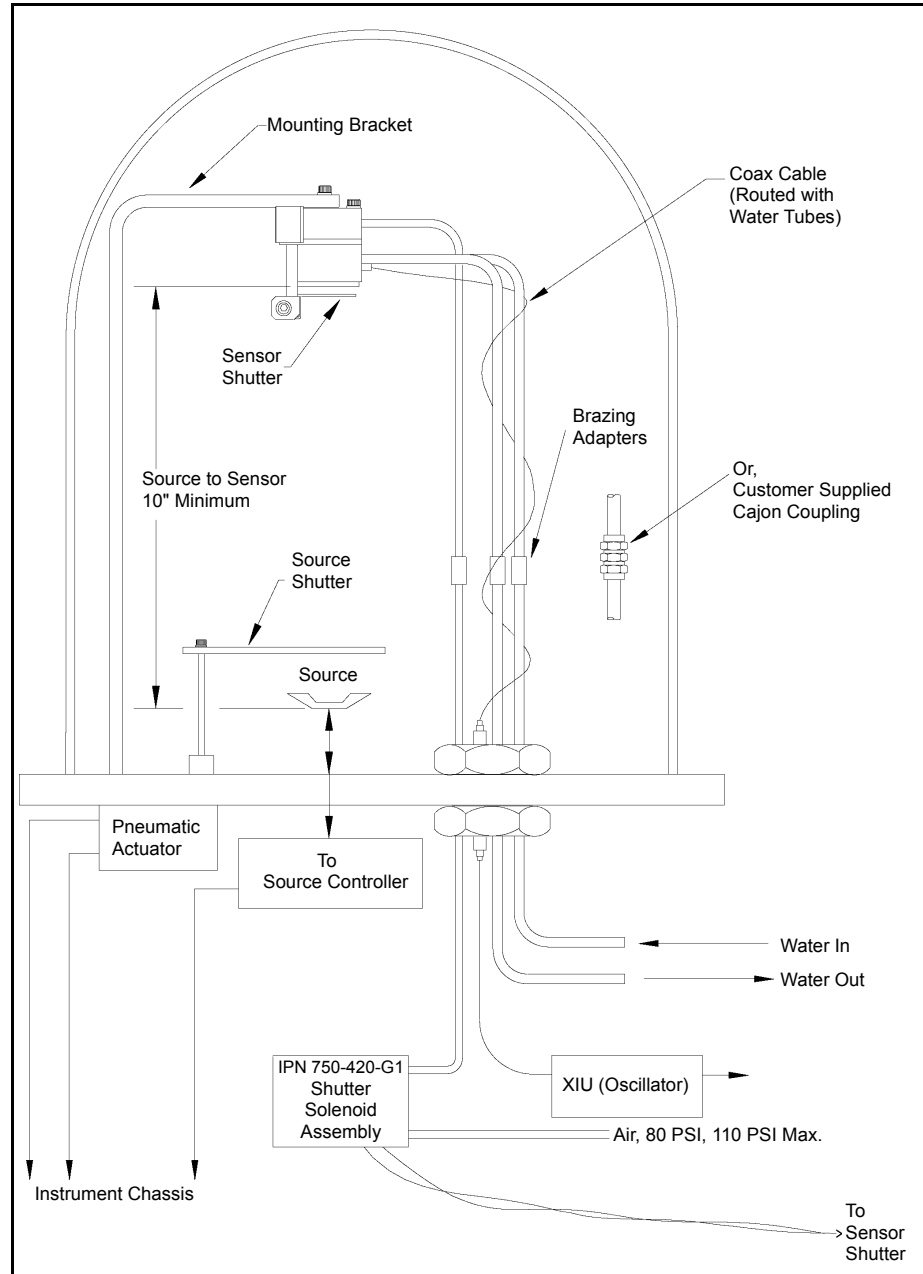 Mounting Bracket
Coax Cable
(Routed with
Water Tubes)
Sensor
Shutter
Brazing
Adapters
Source to Sensor
10" Minimum
Or,
Customer Supplied
Cajon Coupling
Source
Shutter
Source
Pneumatic
Actuator
To
Source Controller
Water In
Water Out
IPN 750-420-G1
Shutter
Solenoid
Assembly
XIU (Oscillator)
Air, 80 PSI, 110 PSI Max.
Instrument Chassis
To
Sensor
Shutter